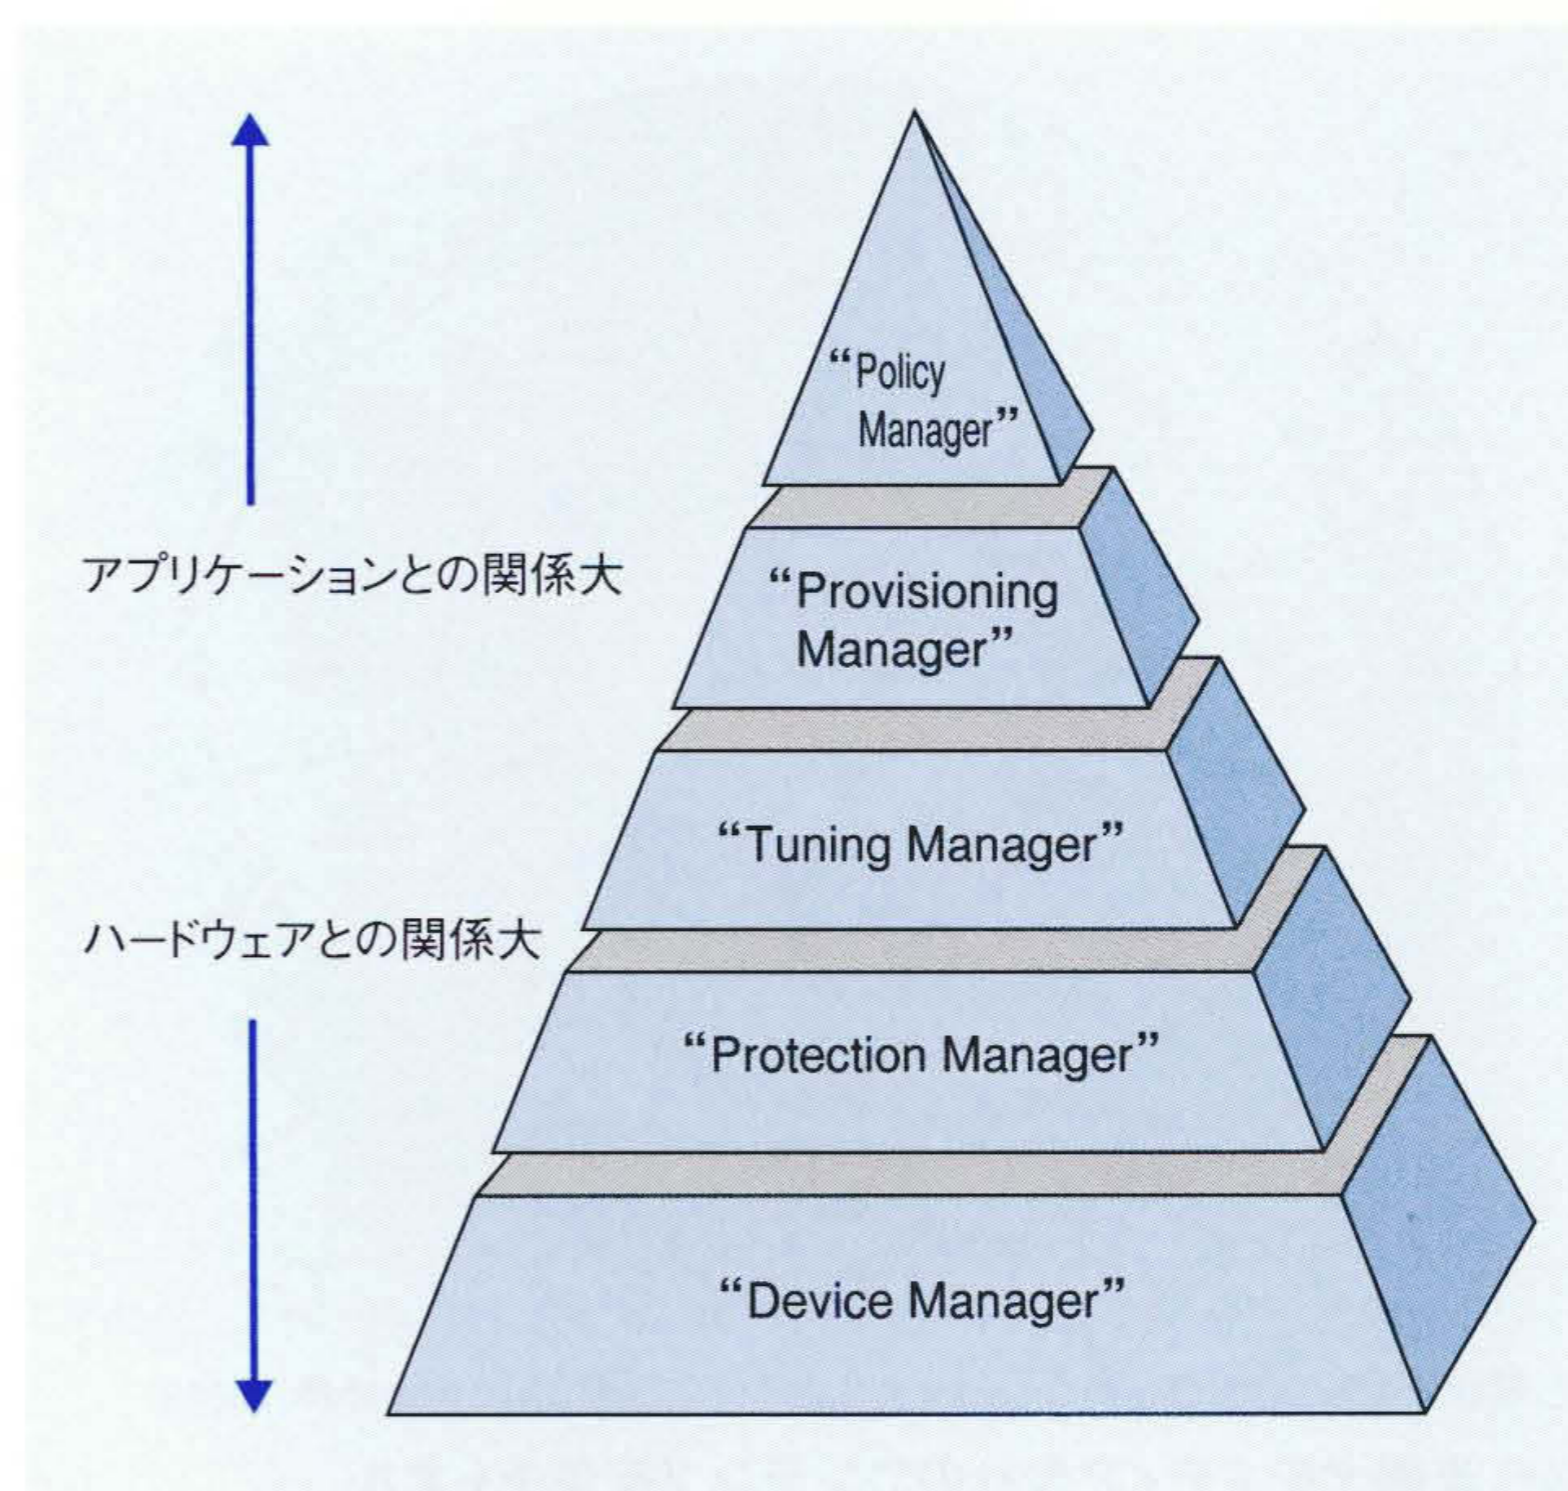 “Policy
Manager”
アプリケーションとの関係大
“Provisioning
Manager”
“Tuning Manager”
ハードウェアとの関係大
“Protection Manager”
“Device Manager”